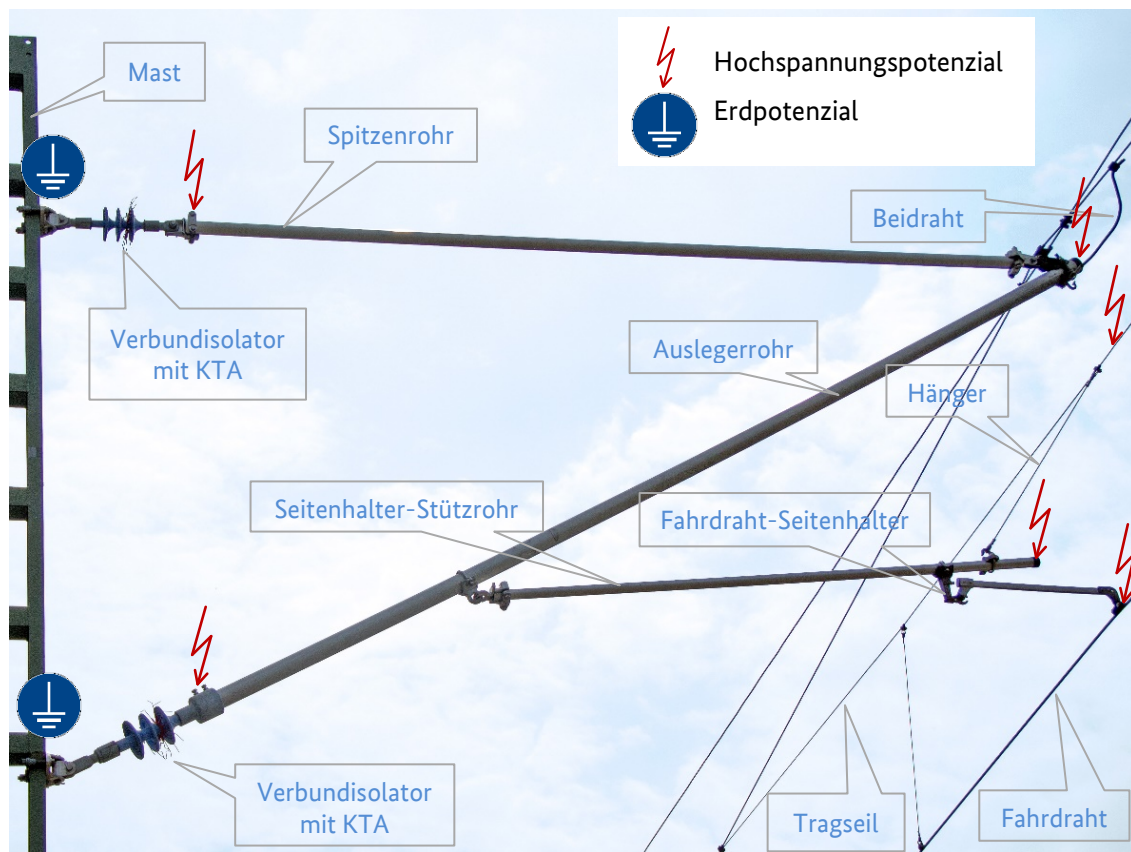 Mast
Hochspannungspotenzial
Erdpotenzial
Spitzenrohr
Beidraht
Verbundisolator
mit KTA
Auslegerrohr
Hänger
Seitenhalter-Stützrohr
Fahrdraht-Seitenhalter
Verbundisolator
mit KTA
Tragseil
Fahrdraht